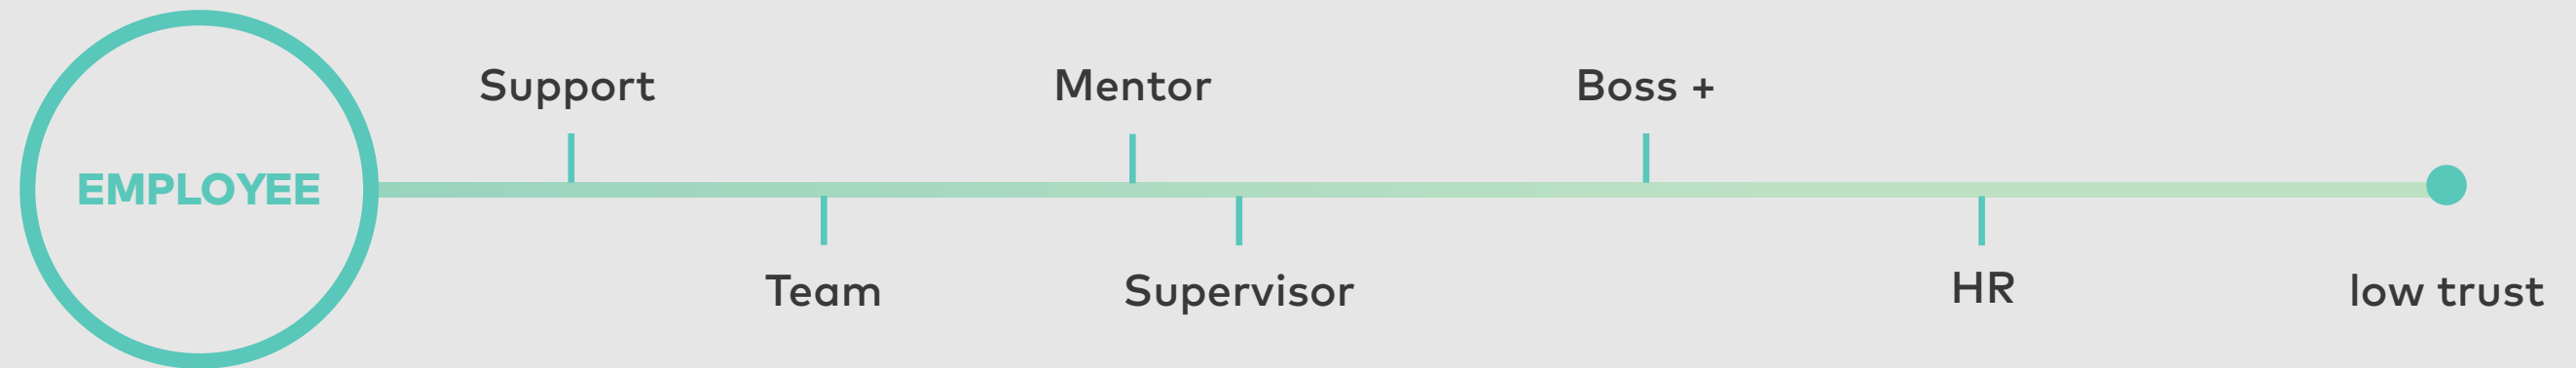 Support
Mentor
Boss +
EMPLOYEE
Team
Supervisor
HR
low trust